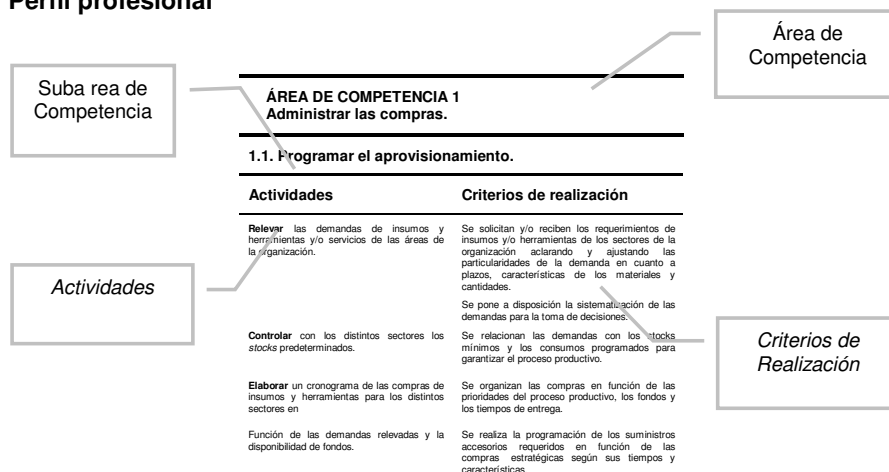 Perfil profesional
Área de
Competencia
Suba rea de
Competencia
ÁREA DE COMPETENCIA 1
Administrar las compras.
1.1. Programar el aprovisionamiento.
Actividades
Criterios de realización
Relevar las demandas de insumos y
herramientas y/o servicios de las áreas de
la organización.
Se solicitan y/o reciben los requerimientos de
insumos y/o herramientas de los sectores de la
organización aclarando y ajustando las
particularidades de la demanda en cuanto a
plazos, características de los materiales y
cantidades.
Se pone a disposición la sistematización de las
demandas para la toma de decisiones.
Actividades
Controlar con los distintos sectores los
stocks predeterminados.
Se relacionan las demandas con los stocks
mínimos y los consumos programados para
garantizar el proceso productivo.
Criterios de
Realización
Elaborar un cronograma de las compras de
insumos y herramientas para los distintos
sectores en
Se organizan las compras en función de las
prioridades del proceso productivo, los fondos y
los tiempos de entrega.
Función de las demandas relevadas y la
disponibilidad de fondos.
Se realiza la programación de los suministros
accesorios requeridos en función de las
compras estratégicas según sus tiempos y
características.